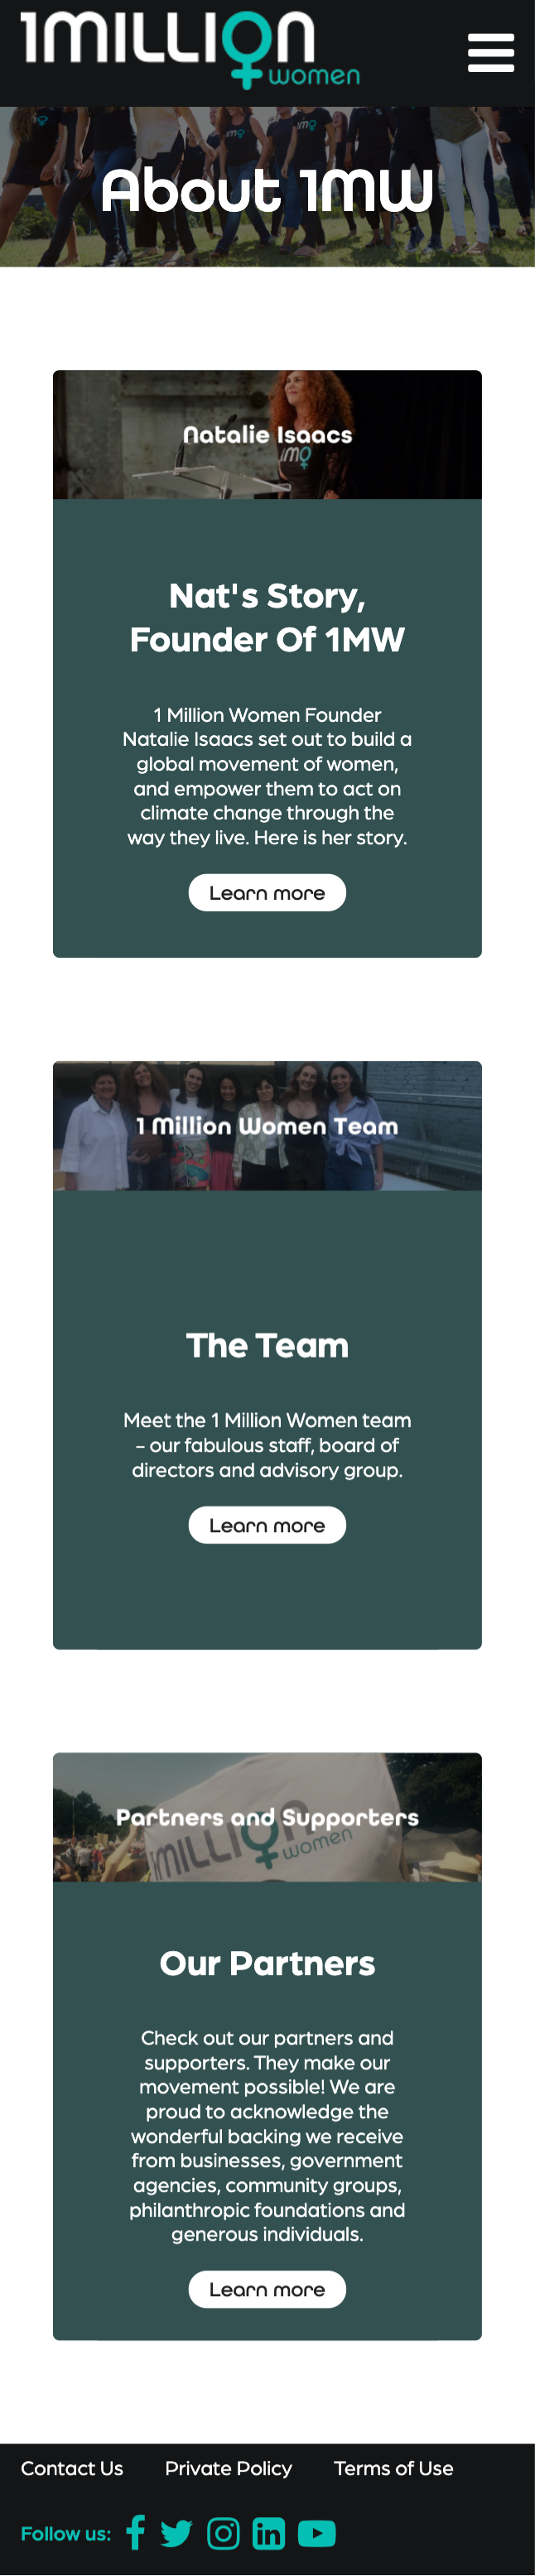 1MILLION
women
About 1MW
Natalie Isaacs
1M
Nat's Story,
Founder Of 1MW
1 Million Women Founder
Natalie Isaacs set out to build a
global movement of women,
and empower them to act on
climate change through the
way they live. Here is her story.
Learn more
1 Million Women Team
The Team
Meet the 1 Million Women team
- our fabulous staff, board of
directors and advisory group.
Learn more
Partners and Supporters
1MILLION
women
Our Partners
Check out our partners and
supporters. They make our
movement possible! We are
proud to acknowledge the
wonderful backing we receive
from businesses, government
agencies, community groups,
philanthropic foundations and
generous individuals.
Learn more
Contact Us Private Policy Terms of Use
Follow us: